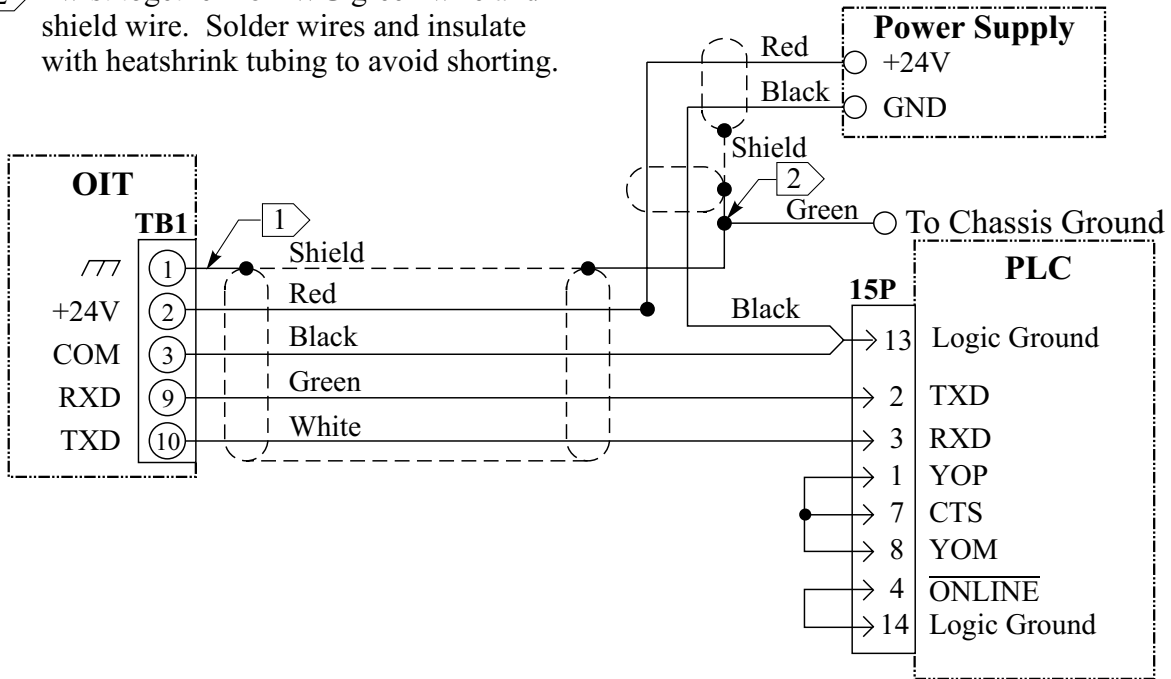 shield wire. Solder wires and insulate
with heatshrink tubing to avoid shorting.
Power Supply
Red
+24V
Black
GND
Shield
2
Green
To Chassis Ground
OIT
TB1
1
Shield
1
+24V
2
Red
COM
3
Black
RXD
9
Green
TXD
10
White
PLC
15P
Black
13 Logic Ground
2 TXD
3 RXD
1 YOP
7 CTS
8 YOM
4 ONLINE
14 Logic Ground